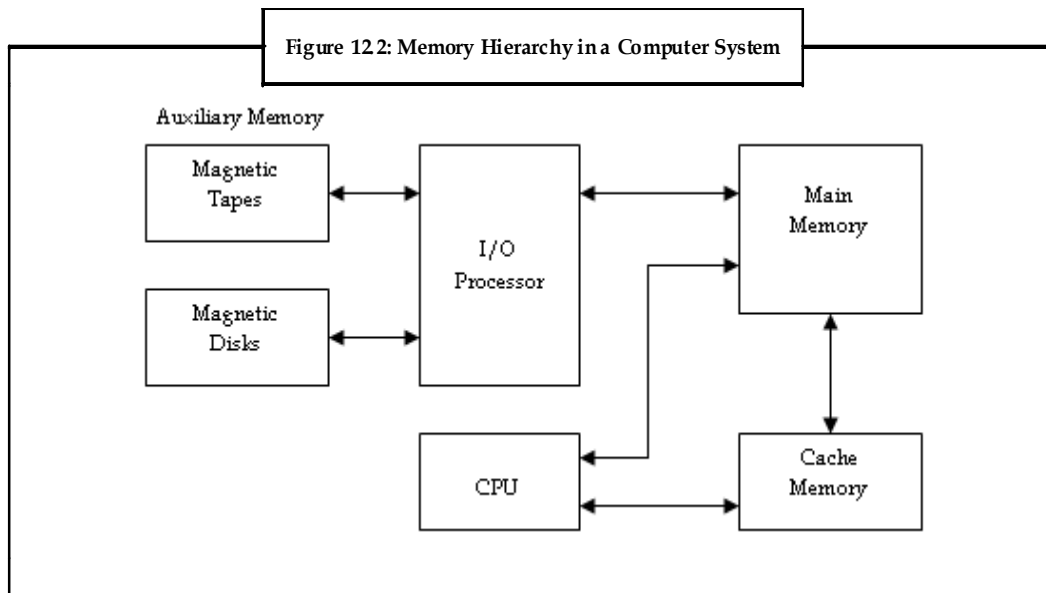 Figure 12.2: Memory Hierarchy in a Computer System
Auxiliary Memory
Magnetic
Tapes
I/O
Processor
Main
Memory
Magnetic
Disks
CPU
Cache
Memory